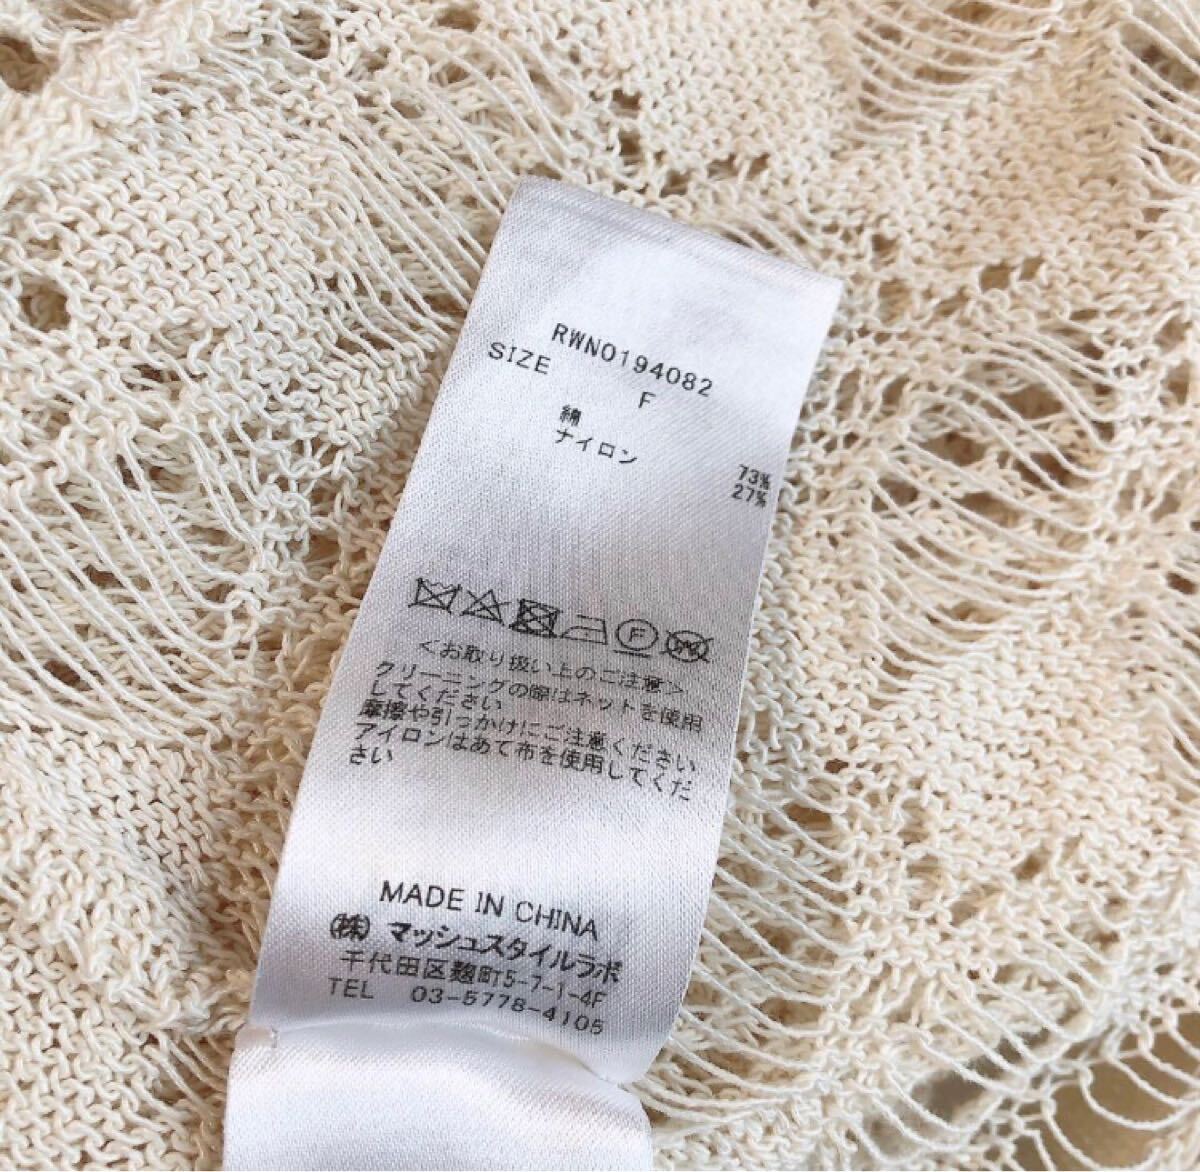 RWNO194082
SIZE F
綿 73%
ナイロン 27%
F
<お取り扱い上のご注意>
クリーニングの際はネットを使用
してください
摩擦や引っかけにご注意ください
アイロンはあて布を使用してくだ
さい
MADE IN CHINA
㈱ マッシュスタイルラボ
千代田区麹町5-7-1-4F
TEL 03-5778-4105